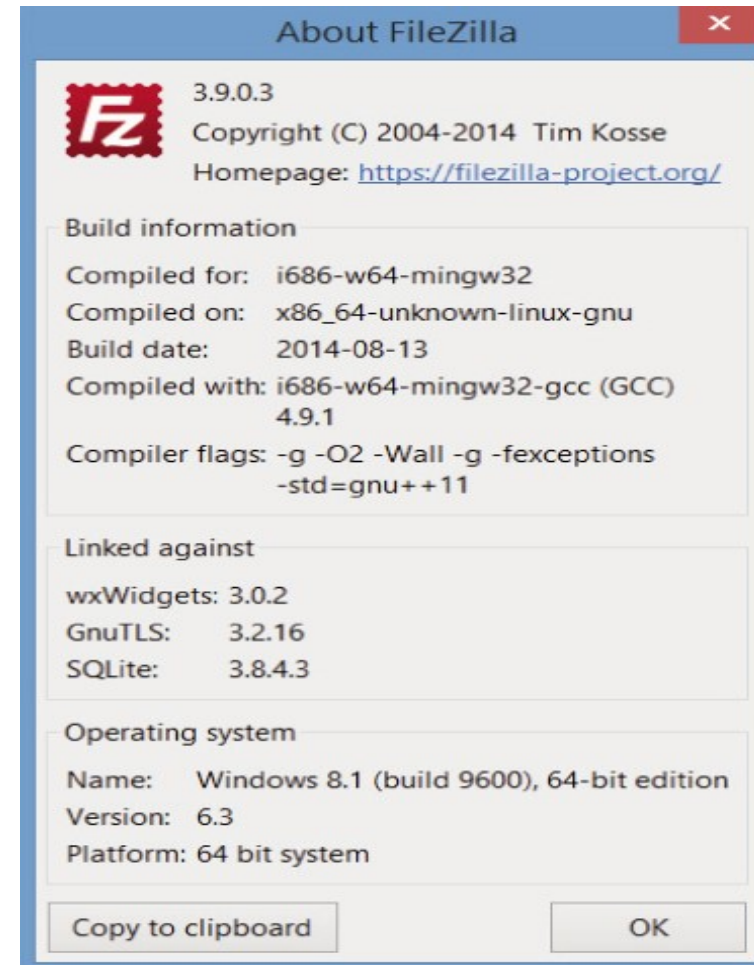 About FileZilla
Fz
3.9.0.3
Copyright (C) 2004-2014 Tim Kosse
Homepage: https://filezilla-project.org/
Build information
Compiled for: i686-w64-mingw32
Compiled on: x86_64-unknown-linux-gnu
Build date: 2014-08-13
Compiled with: i686-w64-mingw32-gcc (GCC)
4.9.1
Compiler flags: -g -O2 -Wall -g -fexceptions
-std=gnu++11
Linked against
wxWidgets: 3.0.2
GnuTLS: 3.2.16
SQLite: 3.8.4.3
Operating system
Name: Windows 8.1 (build 9600), 64-bit edition
Version: 6.3
Platform: 64 bit system
Copy to clipboard OK